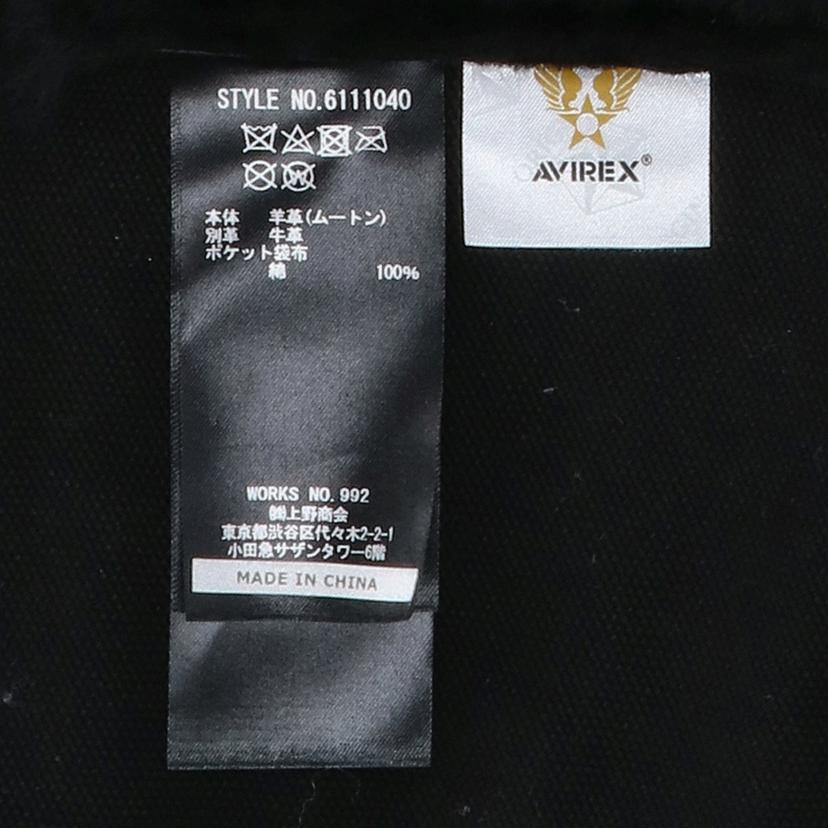 STYLE NO.6111040
本体 羊革(ムートン)
別革 牛革
ポケット袋布
綿 100%
WORKS NO.992
㈱上野商会
東京都渋谷区代々木2-2-1
小田急サザンタワー6階
MADE IN CHINA
AVIREX®